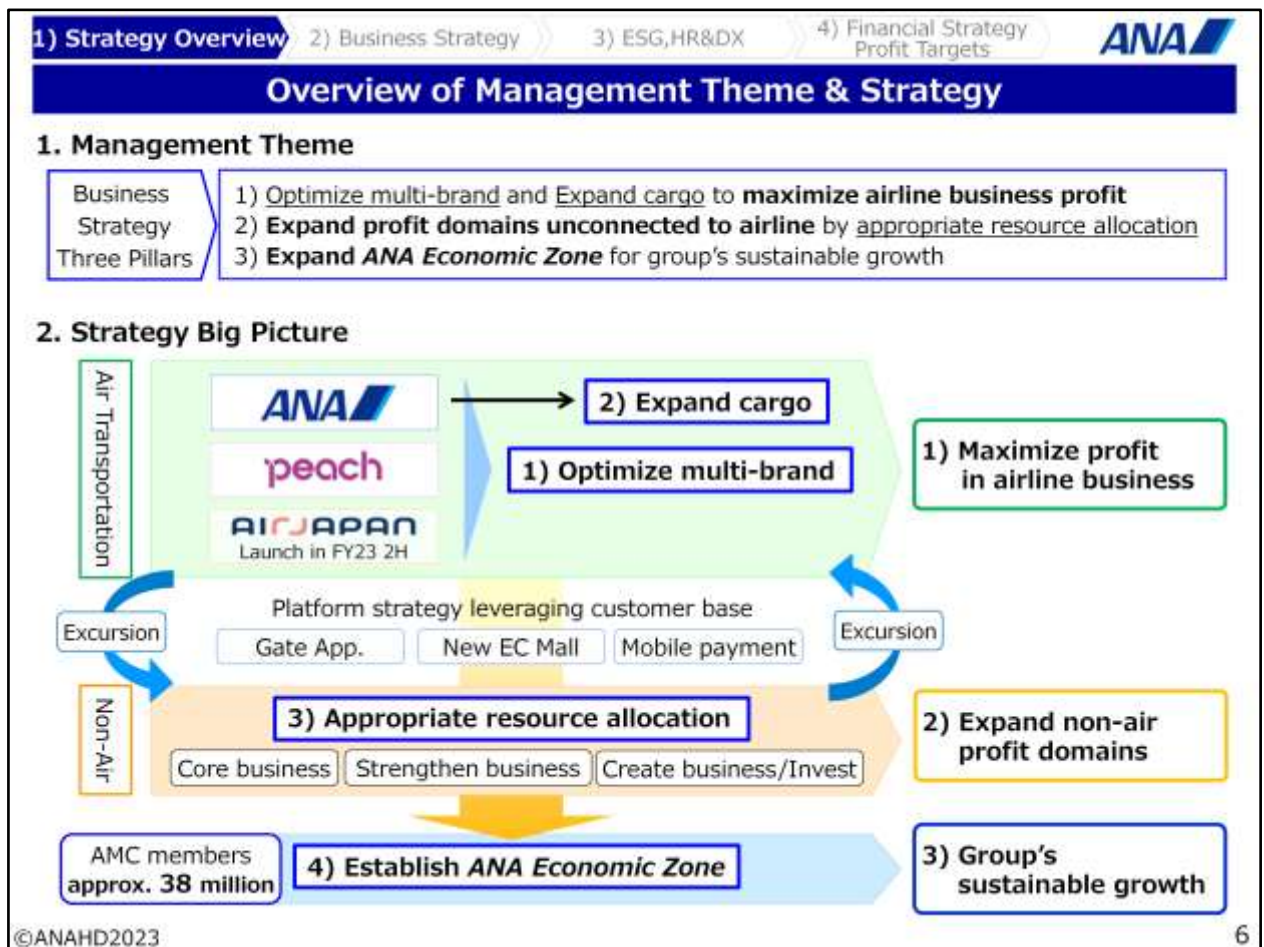 1) Strategy Overview
2) Business Strategy
3) ESG,HR&DX
4) Financial Strategy
Profit Targets
ANA
Overview of Management Theme & Strategy
1. Management Theme
Business
Strategy
Three Pillars
1) Optimize multi-brand and Expand cargo to maximize airline business profit
2) Expand profit domains unconnected to airline by appropriate resource allocation
3) Expand ANA Economic Zone for group's sustainable growth
2. Strategy Big Picture
Air Transportation
ANA
peach
AIRJAPAN
Launch in FY23 2H
2) Expand cargo
1) Optimize multi-brand
1) Maximize profit
in airline business
Excursion
Platform strategy leveraging customer base
Gate App.
New EC Mall
Mobile payment
Excursion
Non-Air
3) Appropriate resource allocation
Core business
Strengthen business
Create business/Invest
2) Expand non-air
profit domains
AMC members
approx. 38 million
4) Establish ANA Economic Zone
3) Group's
sustainable growth
©ANAHD2023
6